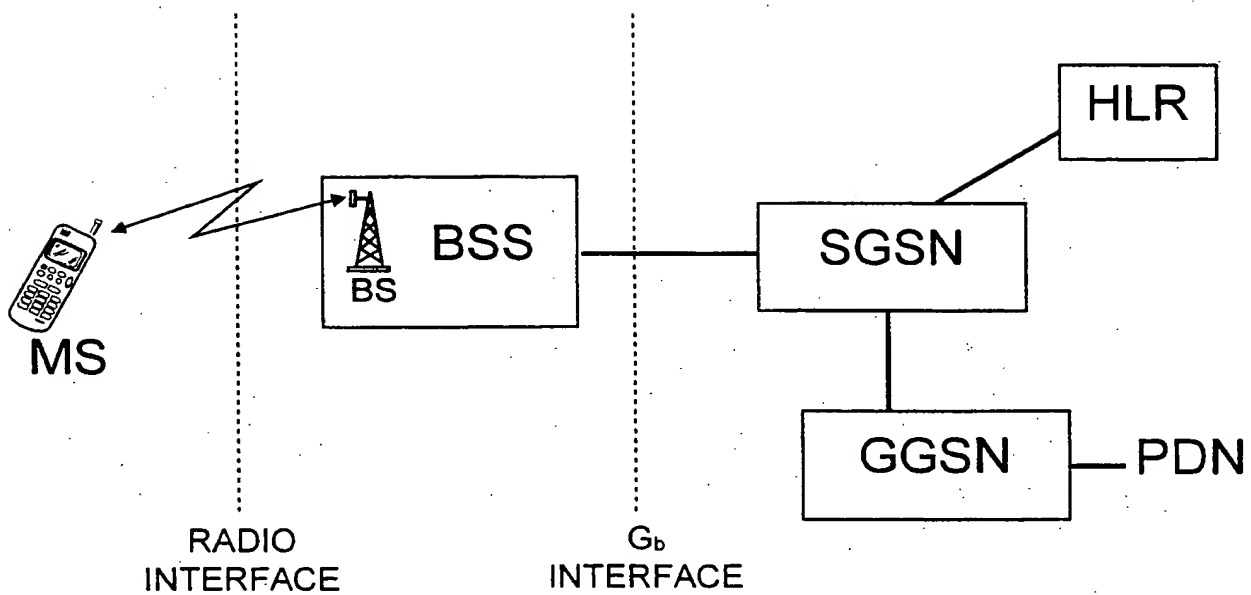 HLR
BSS
SGSN
BS
MS
GGSN
PDN
RADIO
INTERFACE
Gb
INTERFACE